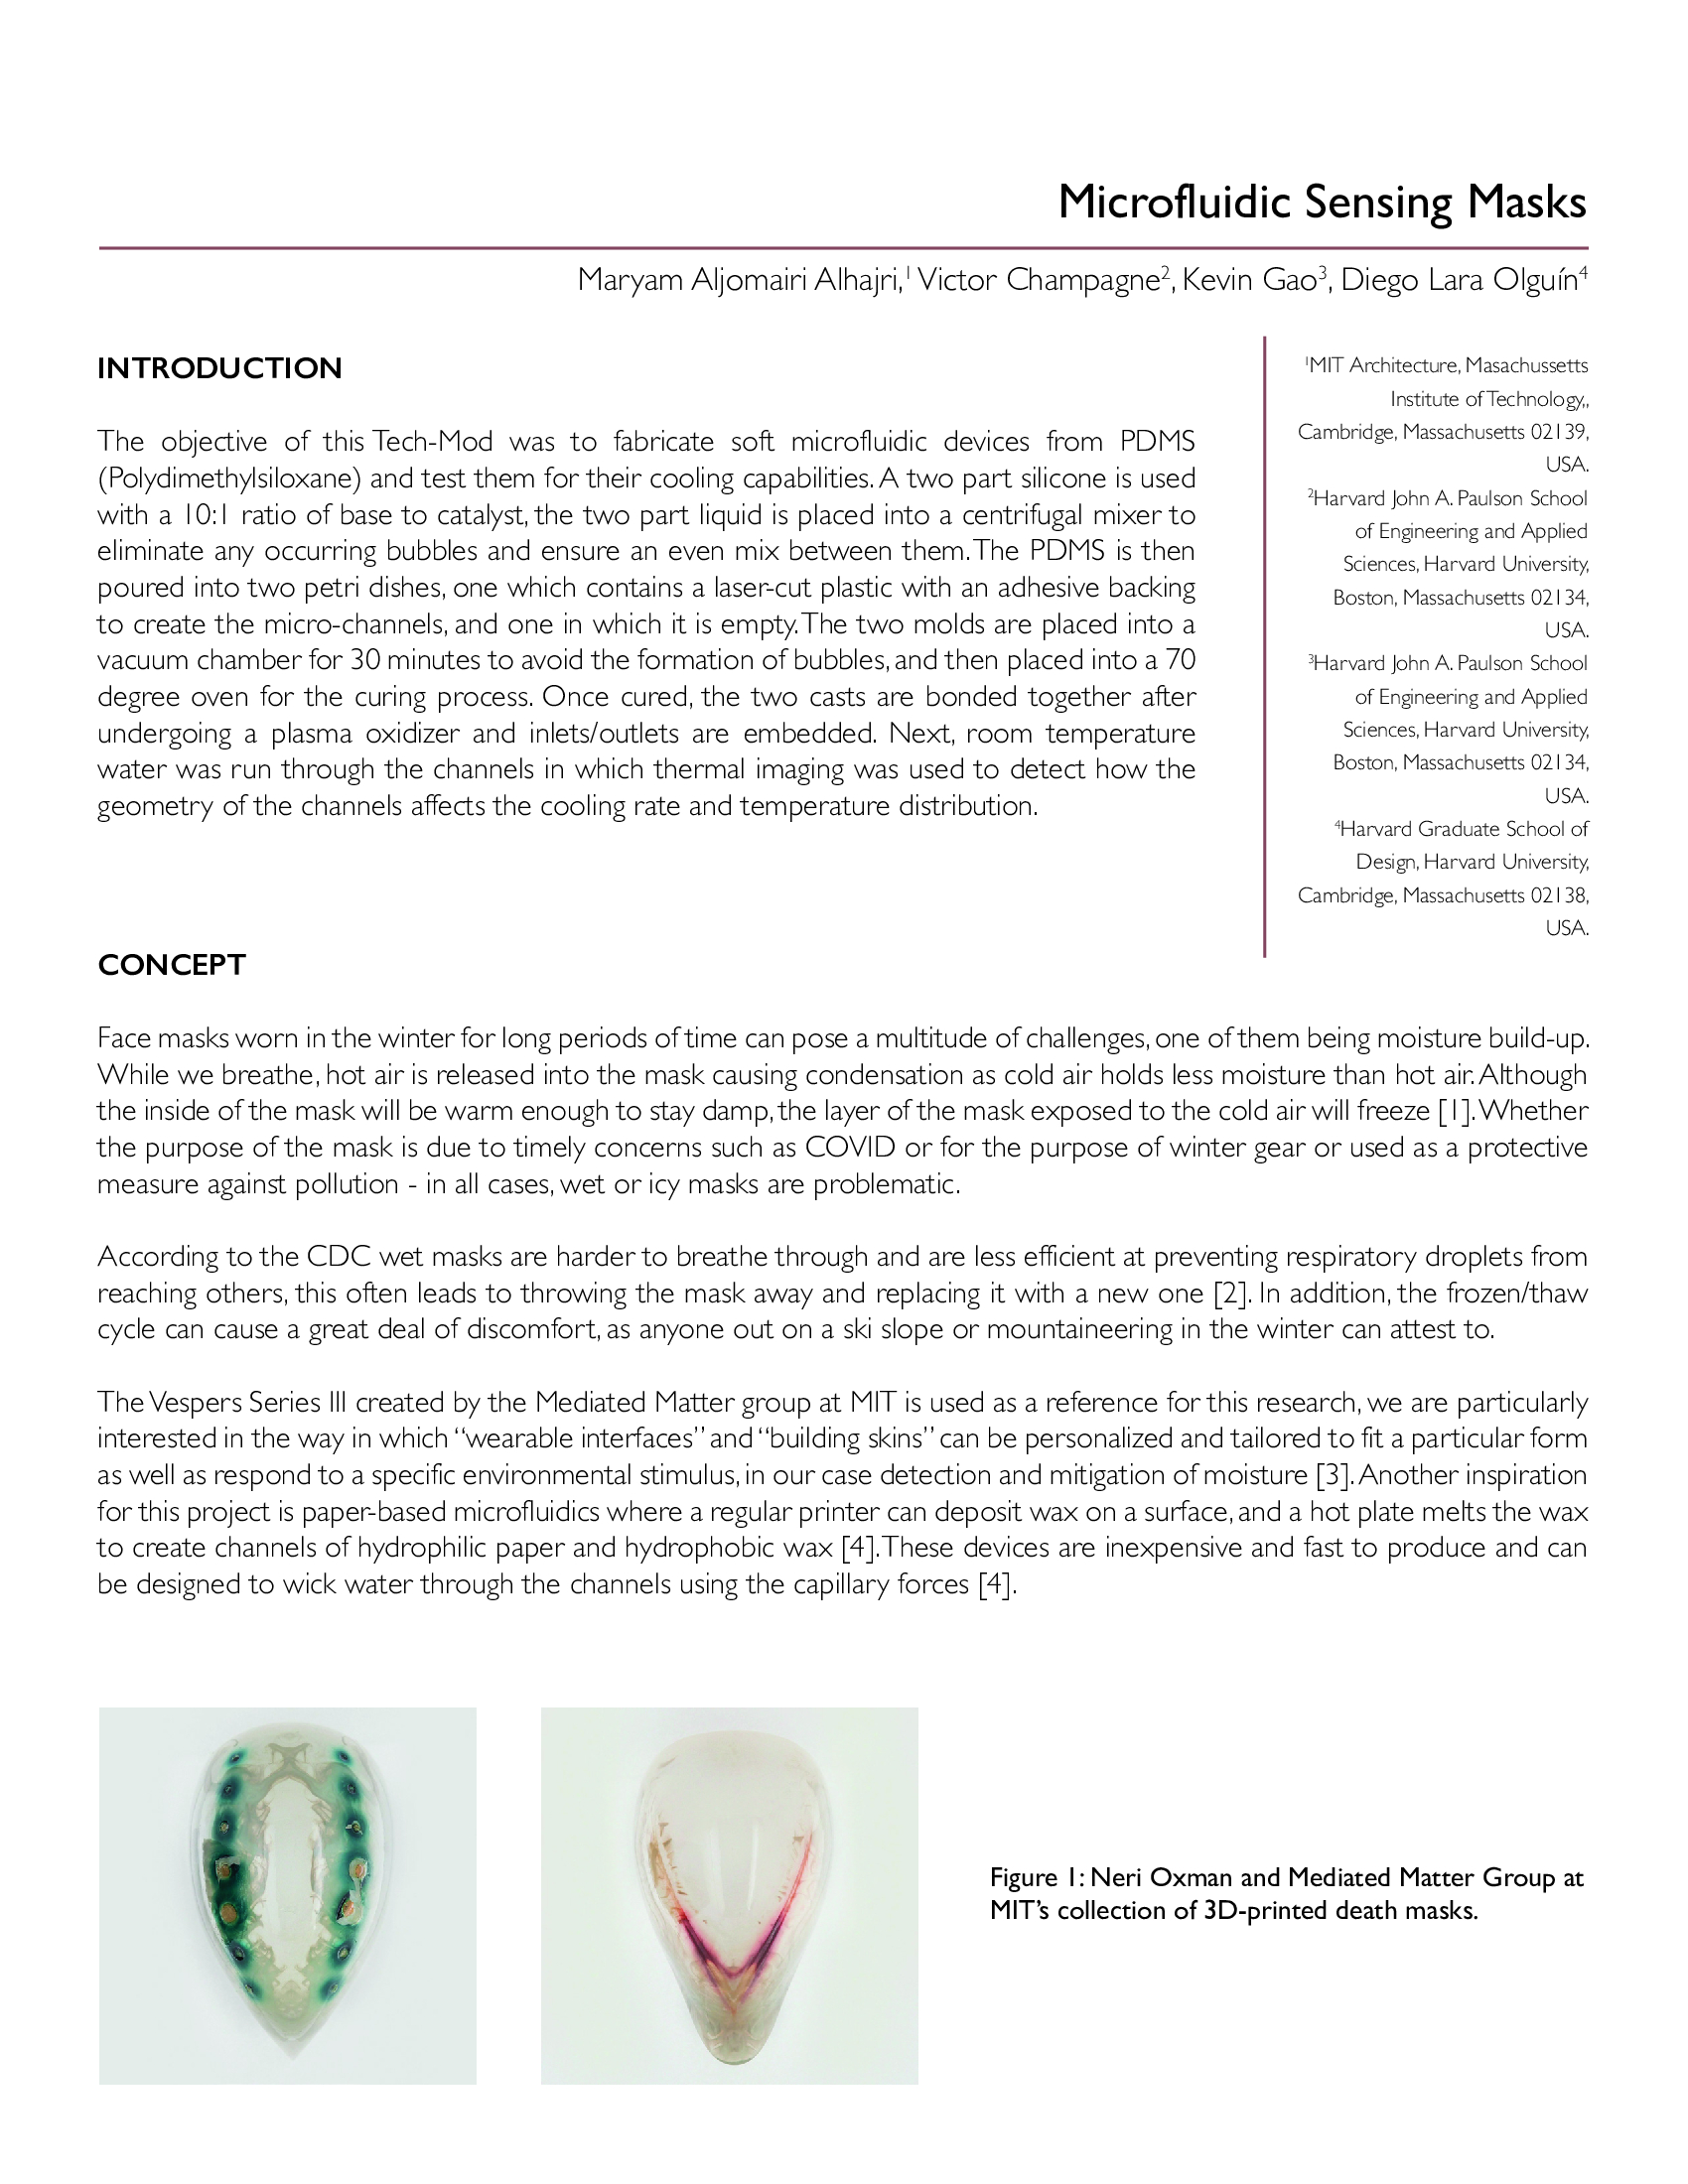 Microfluidic Sensing Masks
Maryam Aljomairi Alhajri,¹ Victor Champagne², Kevin Gao³, Diego Lara Olguín⁴
INTRODUCTION
The objective of this Tech-Mod was to fabricate soft microfluidic devices from PDMS
(Polydimethylsiloxane) and test them for their cooling capabilities. A two part silicone is used
with a 10:1 ratio of base to catalyst, the two part liquid is placed into a centrifugal mixer to
eliminate any occurring bubbles and ensure an even mix between them. The PDMS is then
poured into two petri dishes, one which contains a laser-cut plastic with an adhesive backing
to create the micro-channels, and one in which it is empty. The two molds are placed into a
vacuum chamber for 30 minutes to avoid the formation of bubbles, and then placed into a 70
degree oven for the curing process. Once cured, the two casts are bonded together after
undergoing a plasma oxidizer and inlets/outlets are embedded. Next, room temperature
water was run through the channels in which thermal imaging was used to detect how the
geometry of the channels affects the cooling rate and temperature distribution.
¹MIT Architecture, Masachussetts
Institute of Technology,,
Cambridge, Massachusetts 02139,
USA.
²Harvard John A. Paulson School
of Engineering and Applied
Sciences, Harvard University,
Boston, Massachusetts 02134,
USA.
³Harvard John A. Paulson School
of Engineering and Applied
Sciences, Harvard University,
Boston, Massachusetts 02134,
USA.
⁴Harvard Graduate School of
Design, Harvard University,
Cambridge, Massachusetts 02138,
USA.
CONCEPT
Face masks worn in the winter for long periods of time can pose a multitude of challenges, one of them being moisture build-up.
While we breathe, hot air is released into the mask causing condensation as cold air holds less moisture than hot air. Although
the inside of the mask will be warm enough to stay damp, the layer of the mask exposed to the cold air will freeze [1]. Whether
the purpose of the mask is due to timely concerns such as COVID or for the purpose of winter gear or used as a protective
measure against pollution - in all cases, wet or icy masks are problematic.
According to the CDC wet masks are harder to breathe through and are less efficient at preventing respiratory droplets from
reaching others, this often leads to throwing the mask away and replacing it with a new one [2]. In addition, the frozen/thaw
cycle can cause a great deal of discomfort, as anyone out on a ski slope or mountaineering in the winter can attest to.
The Vespers Series III created by the Mediated Matter group at MIT is used as a reference for this research, we are particularly
interested in the way in which “wearable interfaces” and “building skins” can be personalized and tailored to fit a particular form
as well as respond to a specific environmental stimulus, in our case detection and mitigation of moisture [3]. Another inspiration
for this project is paper-based microfluidics where a regular printer can deposit wax on a surface, and a hot plate melts the wax
to create channels of hydrophilic paper and hydrophobic wax [4]. These devices are inexpensive and fast to produce and can
be designed to wick water through the channels using the capillary forces [4].
Figure 1: Neri Oxman and Mediated Matter Group at
MIT’s collection of 3D-printed death masks.